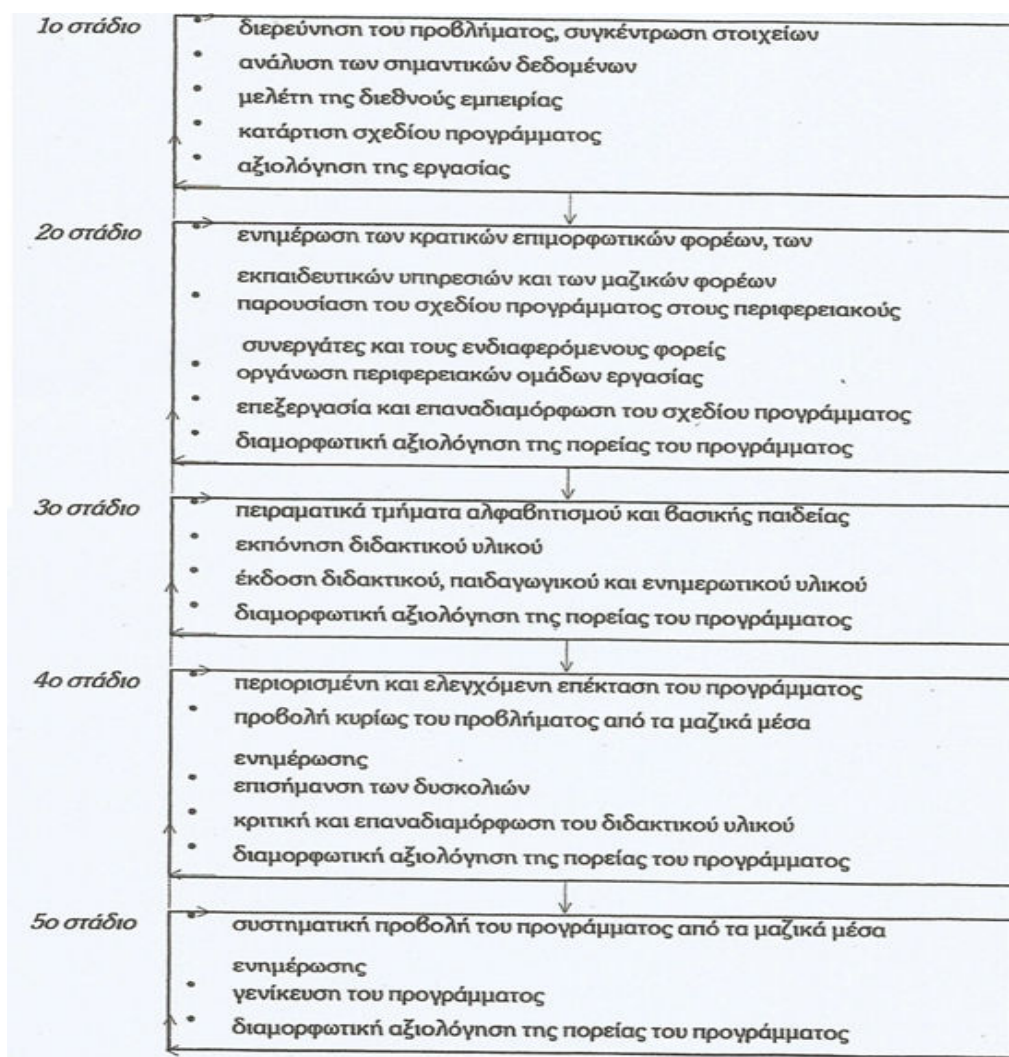 1ο στάδιο
• διερεύνηση του προβλήματος, συγκέντρωση στοιχείων
• ανάλυση των σημαντικών δεδομένων
• μελέτη της διεθνούς εμπειρίας
• κατάρτιση σχεδίου προγράμματος
• αξιολόγηση της εργασίας
2ο στάδιο
• ενημέρωση των κρατικών επιμορφωτικών φορέων, των
εκπαιδευτικών υπηρεσιών και των μαζικών φορέων
• παρουσίαση του σχεδίου προγράμματος στους περιφερειακούς
συνεργάτες και τους ενδιαφερόμενους φορείς
• οργάνωση περιφερειακών ομάδων εργασίας
• επεξεργασία και επαναδιαμόρφωση του σχεδίου προγράμματος
• διαμορφωτική αξιολόγηση της πορείας του προγράμματος
3ο στάδιο
• πειραματικά τμήματα αλφαβητισμού και βασικής παιδείας
• εκπόνηση διδακτικού υλικού
• έκδοση διδακτικού, παιδαγωγικού και ενημερωτικού υλικού
• διαμορφωτική αξιολόγηση της πορείας του προγράμματος
4ο στάδιο
• περιορισμένη και ελεγχόμενη επέκταση του προγράμματος
• προβολή κυρίως του προβλήματος από τα μαζικά μέσα
ενημέρωσης
• επισήμανση των δυσκολιών
• κριτική και επαναδιαμόρφωση του διδακτικού υλικού
• διαμορφωτική αξιολόγηση της πορείας του προγράμματος
5ο στάδιο
• συστηματική προβολή του προγράμματος από τα μαζικά μέσα
ενημέρωσης
• γενίκευση του προγράμματος
• διαμορφωτική αξιολόγηση της πορείας του προγράμματος